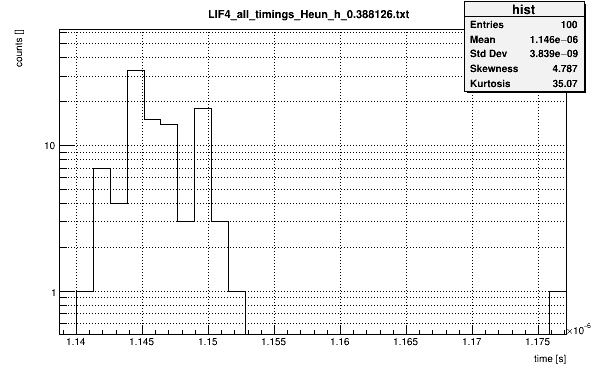 LIF4_all_timings_Heun_h_0.388126.txt
hist
Entries 100
Mean 1.146e−06
Std Dev 3.839e−09
Skewness 4.787
Kurtosis 35.07
counts []
10
1
1.14 1.145 1.15 1.155 1.16 1.165 1.17 1.175
×10−6
time [s]